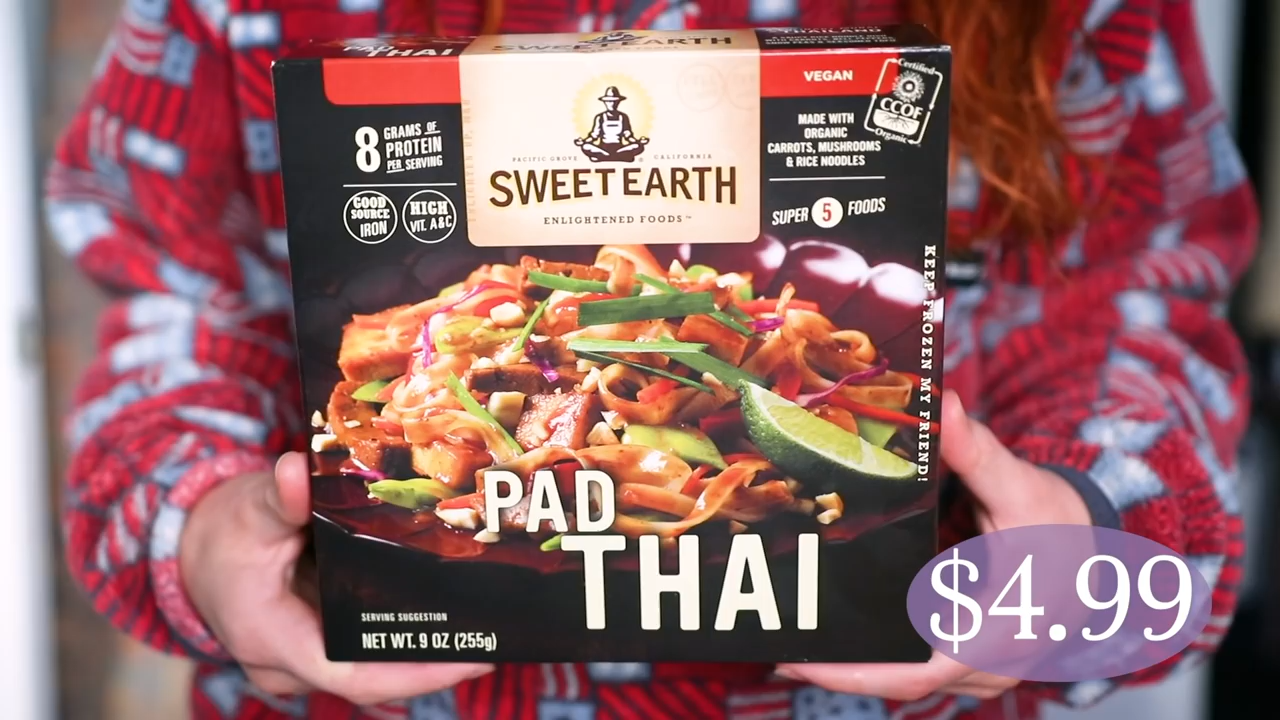 PAD
THAI
SWEET EARTH
THAILAND
VEGAN
Certified
CCOF
Organic
8 GRAMS OF
PROTEIN
PER SERVING
GOOD
SOURCE
IRON
HIGH
VIT. A&C
PACIFIC GROVE CALIFORNIA
SWEET EARTH
ENLIGHTENED FOODS™
MADE WITH
ORGANIC
CARROTS, MUSHROOMS
& RICE NOODLES
SUPER 5 FOODS
KEEP FROZEN MY FRIEND!
PAD
THAI
SERVING SUGGESTION
NET WT. 9 OZ (255g)
$4.99